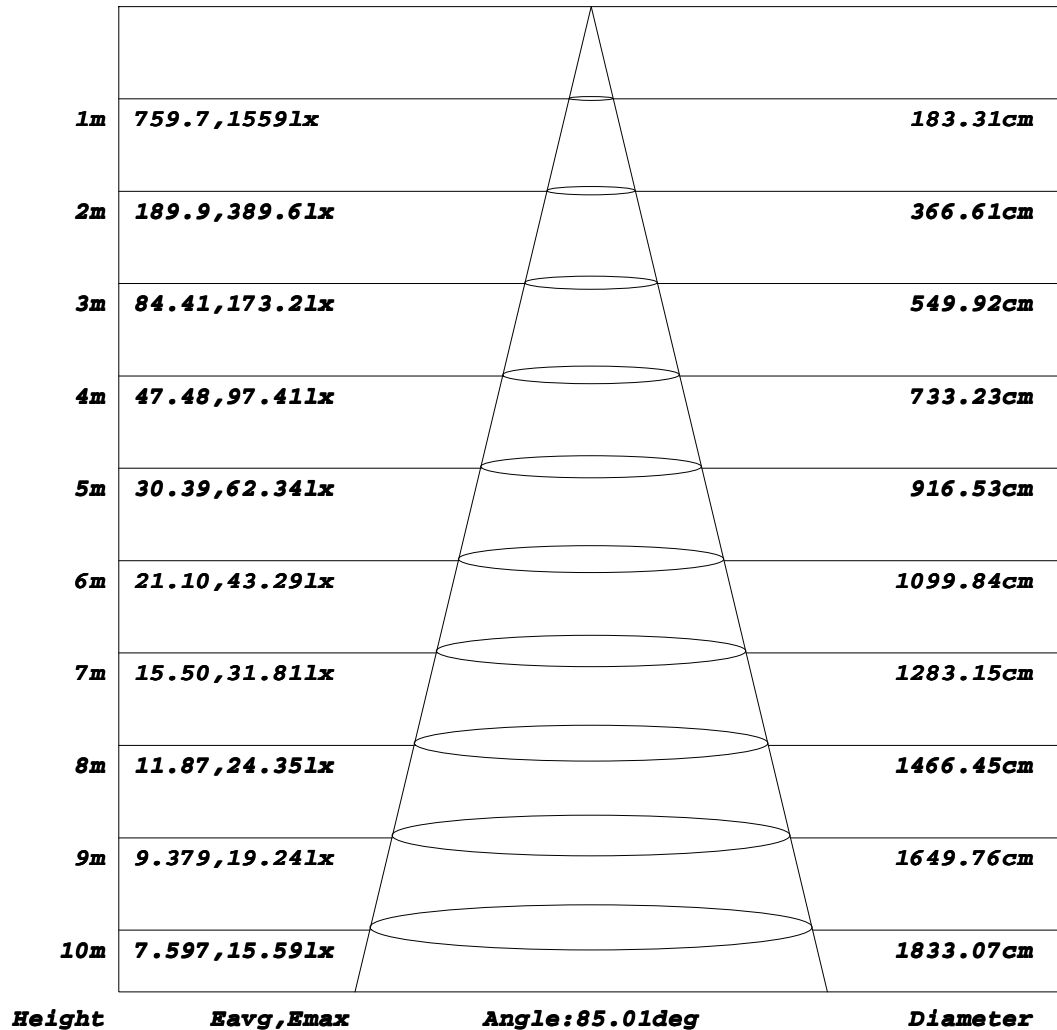 1m 759.7,1559lx 183.31cm
2m 189.9,389.6lx 366.61cm
3m 84.41,173.2lx 549.92cm
4m 47.48,97.41lx 733.23cm
5m 30.39,62.34lx 916.53cm
6m 21.10,43.29lx 1099.84cm
7m 15.50,31.81lx 1283.15cm
8m 11.87,24.35lx 1466.45cm
9m 9.379,19.24lx 1649.76cm
10m 7.597,15.59lx 1833.07cm
Height Eavg,Emax Angle:85.01deg Diameter